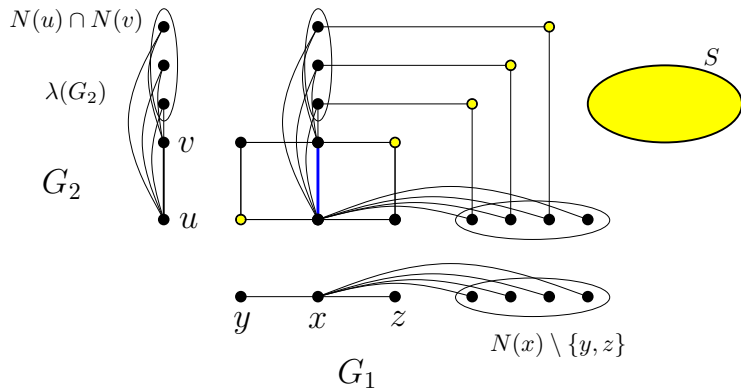 N(u) ∩ N(v)
S
λ(G₂)
v
G₂
u
y
x
z
N(x) \ {y, z}
G₁